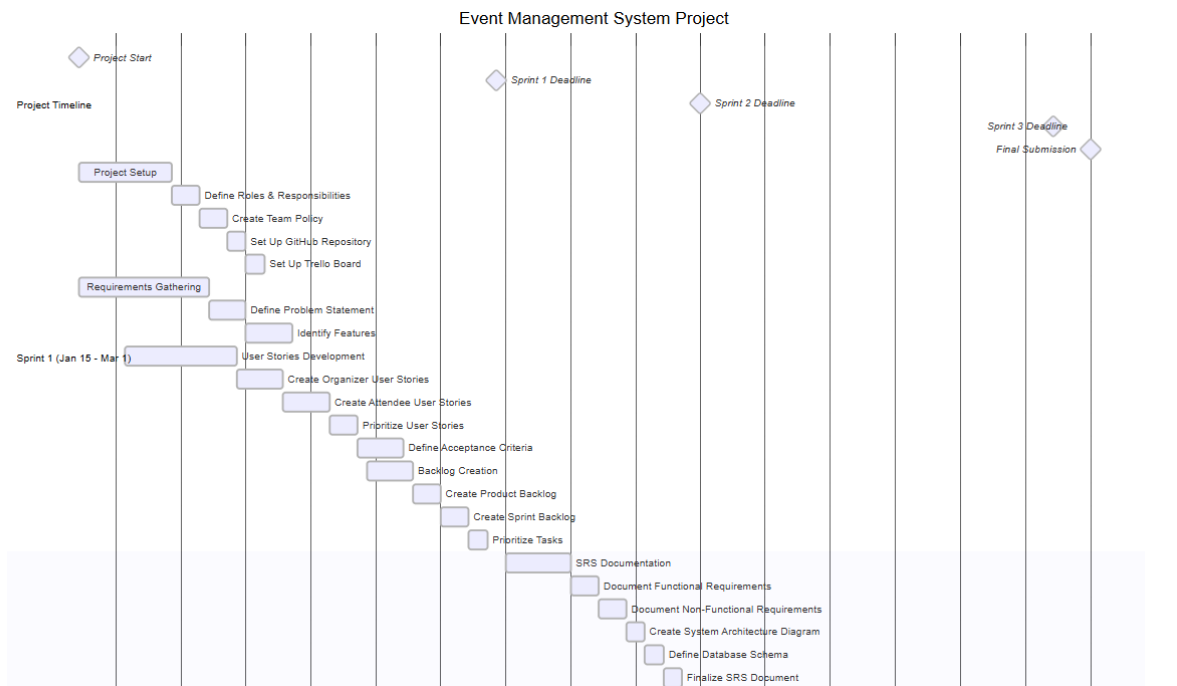 Event Management System Project
Project Start
Sprint 1 Deadline
Project Timeline
Sprint 2 Deadline
Sprint 3 Deadline
Final Submission
Project Setup
Define Roles & Responsibilities
Create Team Policy
Set Up GitHub Repository
Set Up Trello Board
Requirements Gathering
Define Problem Statement
Identify Features
Sprint 1 (Jan 15 - Mar 1)
User Stories Development
Create Organizer User Stories
Create Attendee User Stories
Prioritize User Stories
Define Acceptance Criteria
Backlog Creation
Create Product Backlog
Create Sprint Backlog
Prioritize Tasks
SRS Documentation
Document Functional Requirements
Document Non-Functional Requirements
Create System Architecture Diagram
Define Database Schema
Finalize SRS Document